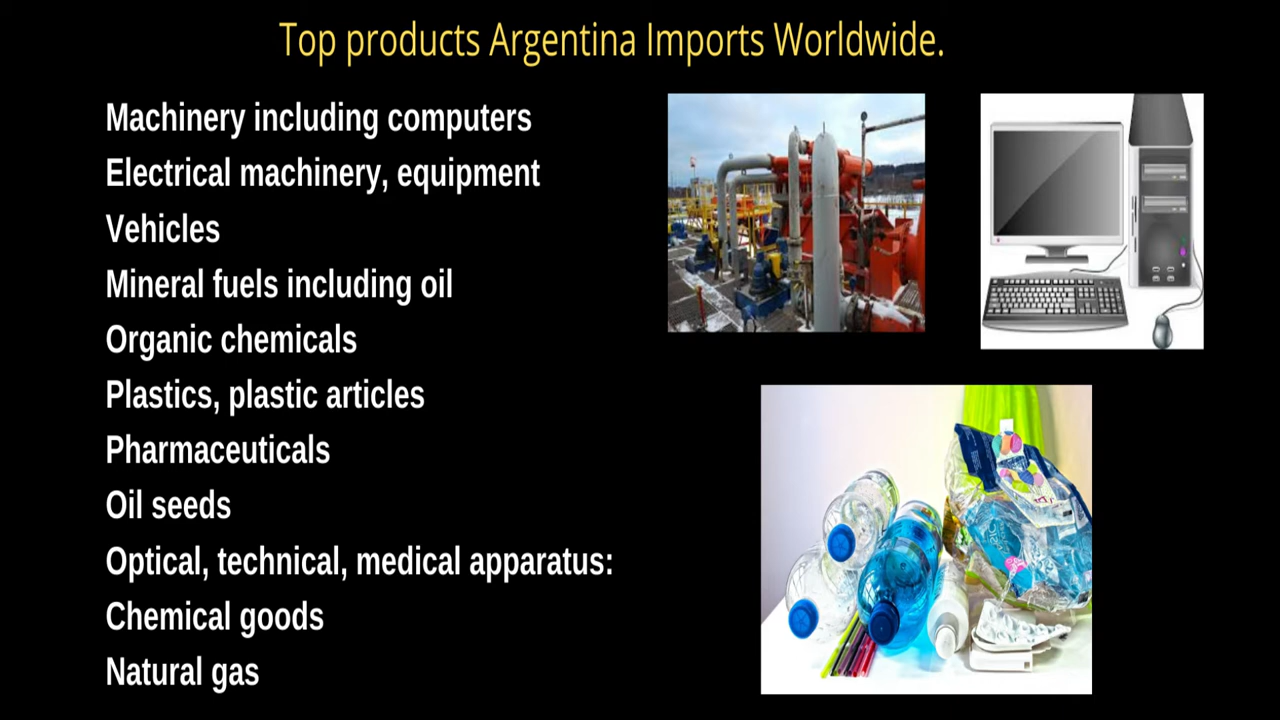 Top products Argentina Imports Worldwide.
Machinery including computers
Electrical machinery, equipment
Vehicles
Mineral fuels including oil
Organic chemicals
Plastics, plastic articles
Pharmaceuticals
Oil seeds
Optical, technical, medical apparatus:
Chemical goods
Natural gas